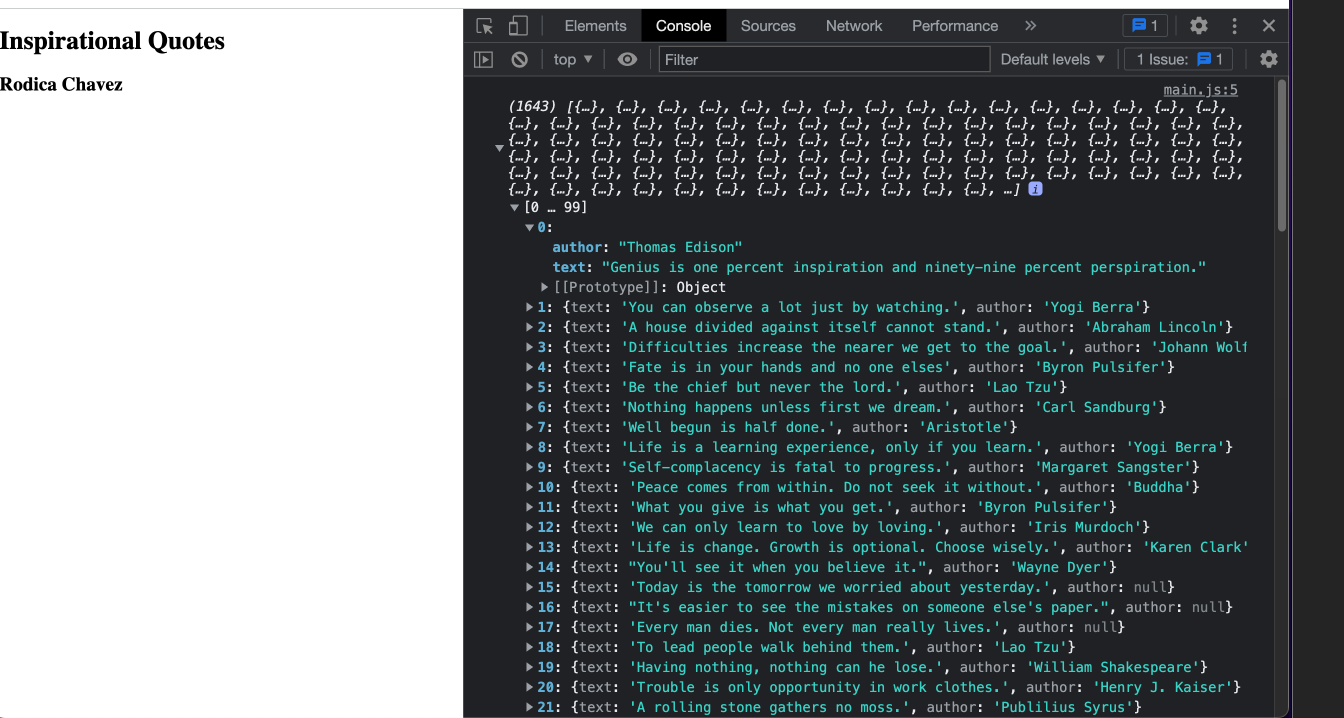 Inspirational Quotes
Rodica Chavez
Elements Console Sources Network Performance » 1
top ▼ Filter Default levels ▼ 1 Issue: 1
main.js:5
(1643) [{…}, {…}, {…}, {…}, {…}, {…}, {…}, {…}, {…}, {…}, {…}, {…}, {…}, {…}, {…}, {…},
{…}, {…}, {…}, {…}, {…}, {…}, {…}, {…}, {…}, {…}, {…}, {…}, {…}, {…}, {…}, {…}, {…}, {…},
{…}, {…}, {…}, {…}, {…}, {…}, {…}, {…}, {…}, {…}, {…}, {…}, {…}, {…}, {…}, {…}, {…}, {…},
{…}, {…}, {…}, {…}, {…}, {…}, {…}, {…}, {…}, {…}, {…}, {…}, {…}, {…}, {…}, {…}, {…}, {…},
{…}, {…}, {…}, {…}, {…}, {…}, {…}, {…}, {…}, {…}, {…}, {…}, {…}, {…}, {…}, {…}, {…}, {…},
{…}, {…}, {…}, {…}, {…}, {…}, {…}, {…}, {…}, {…}, {…}, {…}, …] i
▼[0 … 99]
▼0:
author: "Thomas Edison"
text: "Genius is one percent inspiration and ninety-nine percent perspiration."
▶[[Prototype]]: Object
▶1: {text: 'You can observe a lot just by watching.', author: 'Yogi Berra'}
▶2: {text: 'A house divided against itself cannot stand.', author: 'Abraham Lincoln'}
▶3: {text: 'Difficulties increase the nearer we get to the goal.', author: 'Johann Wolf
▶4: {text: 'Fate is in your hands and no one elses', author: 'Byron Pulsifer'}
▶5: {text: 'Be the chief but never the lord.', author: 'Lao Tzu'}
▶6: {text: 'Nothing happens unless first we dream.', author: 'Carl Sandburg'}
▶7: {text: 'Well begun is half done.', author: 'Aristotle'}
▶8: {text: 'Life is a learning experience, only if you learn.', author: 'Yogi Berra'}
▶9: {text: 'Self-complacency is fatal to progress.', author: 'Margaret Sangster'}
▶10: {text: 'Peace comes from within. Do not seek it without.', author: 'Buddha'}
▶11: {text: 'What you give is what you get.', author: 'Byron Pulsifer'}
▶12: {text: 'We can only learn to love by loving.', author: 'Iris Murdoch'}
▶13: {text: 'Life is change. Growth is optional. Choose wisely.', author: 'Karen Clark'
▶14: {text: "You'll see it when you believe it.", author: 'Wayne Dyer'}
▶15: {text: 'Today is the tomorrow we worried about yesterday.', author: null}
▶16: {text: "It's easier to see the mistakes on someone else's paper.", author: null}
▶17: {text: 'Every man dies. Not every man really lives.', author: null}
▶18: {text: 'To lead people walk behind them.', author: 'Lao Tzu'}
▶19: {text: 'Having nothing, nothing can he lose.', author: 'William Shakespeare'}
▶20: {text: 'Trouble is only opportunity in work clothes.', author: 'Henry J. Kaiser'}
▶21: {text: 'A rolling stone gathers no moss.', author: 'Publilius Syrus'}